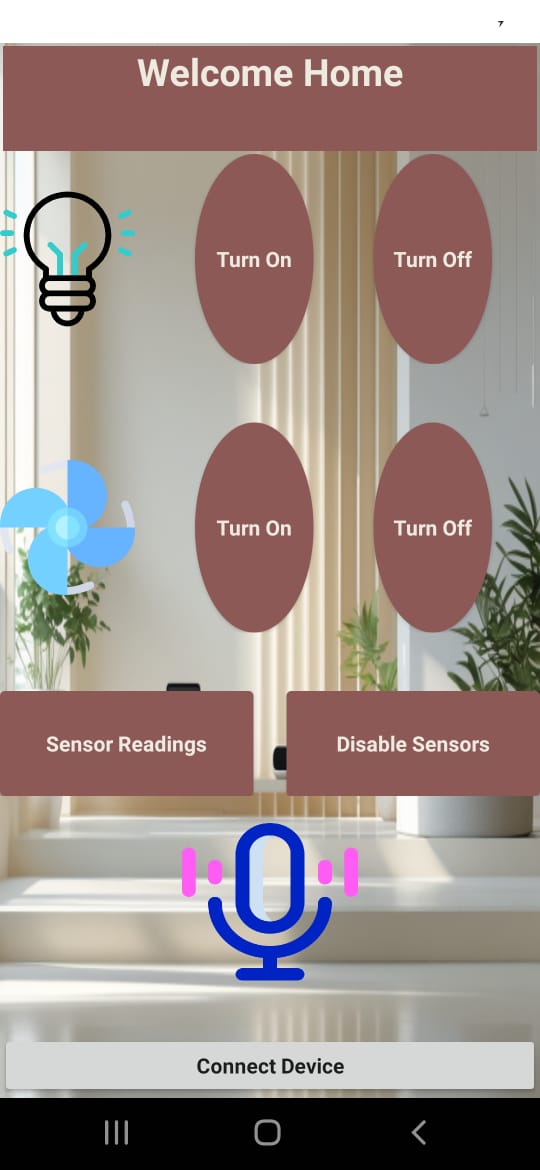 Welcome Home
Turn On
Turn Off
Turn On
Turn Off
Sensor Readings
Disable Sensors
Connect Device